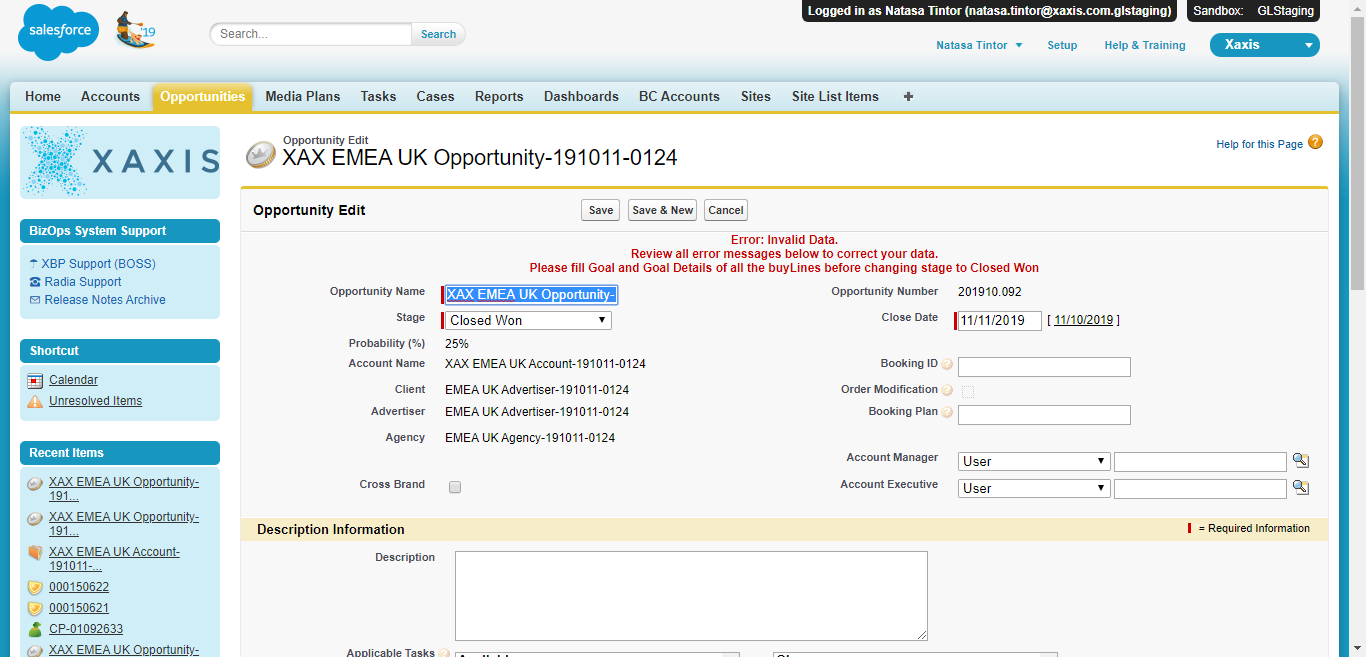 Logged in as Natasa Tintor (natasa.tintor@xaxis.com.glstaging)
Sandbox: GLStaging
salesforce
'19
Search...
Search
Natasa Tintor
Setup
Help & Training
Xaxis
Home Accounts Opportunities Media Plans Tasks Cases Reports Dashboards BC Accounts Sites Site List Items +
XAXIS
BizOps System Support
XBP Support (BOSS)
Radia Support
Release Notes Archive
Shortcut
Calendar
Unresolved Items
Recent Items
XAX EMEA UK Opportunity-
191...
XAX EMEA UK Opportunity-
191...
XAX EMEA UK Account-
191011-...
000150622
000150621
CP-01092633
XAX EMEA UK Opportunity-
Opportunity Edit
XAX EMEA UK Opportunity-191011-0124
Help for this Page ?
Opportunity Edit
Save
Save & New
Cancel
Error: Invalid Data.
Review all error messages below to correct your data.
Please fill Goal and Goal Details of all the buyLines before changing stage to Closed Won
Opportunity Name XAX EMEA UK Opportunity-
Opportunity Number 201910.092
Stage Closed Won
Close Date 11/11/2019 [ 11/10/2019 ]
Probability (%) 25%
Account Name XAX EMEA UK Account-191011-0124
Booking ID ?
Client EMEA UK Advertiser-191011-0124
Order Modification ?
Advertiser EMEA UK Advertiser-191011-0124
Booking Plan ?
Agency EMEA UK Agency-191011-0124
Account Manager User
Cross Brand
Account Executive User
Description Information
= Required Information
Description
Applicable Tasks ?